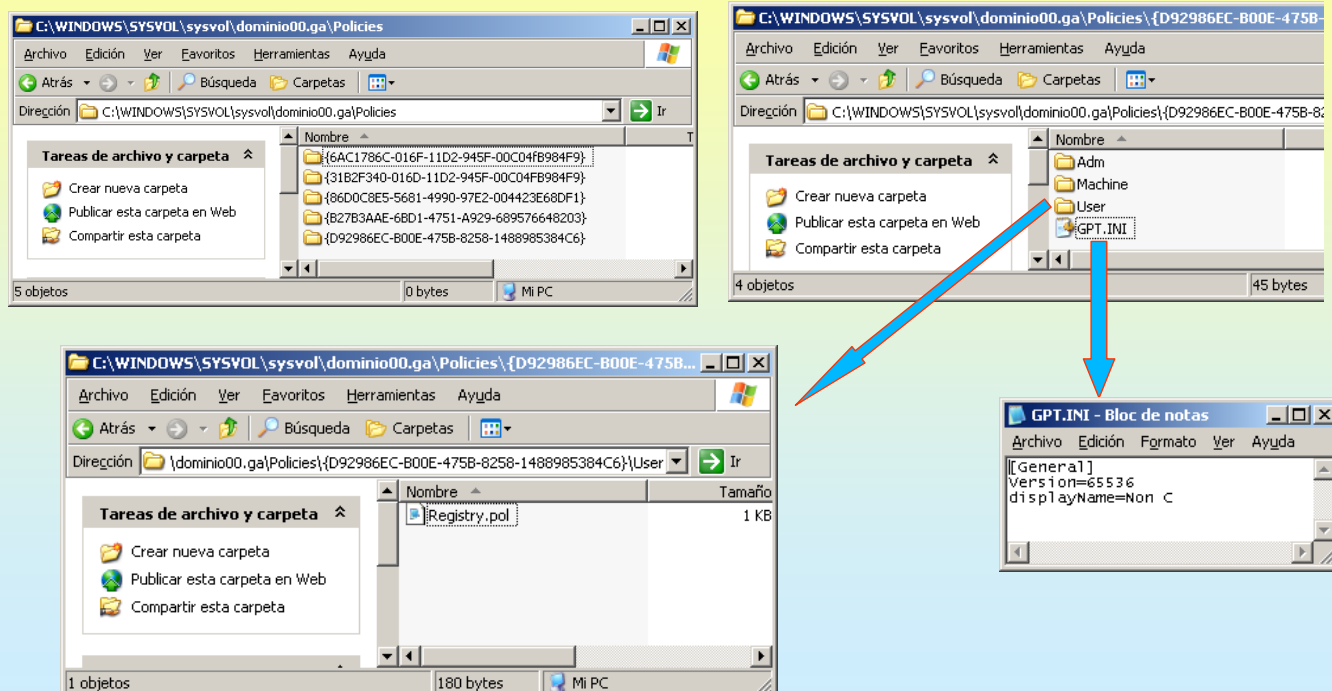 C:\WINDOWS\SYSVOL\sysvol\dominio00.ga\Policies
Archivo Edición Ver Favoritos Herramientas Ayuda
Atrás Búsqueda Carpetas
Dirección C:\WINDOWS\SYSVOL\sysvol\dominio00.ga\Policies Ir
Tareas de archivo y carpeta
Crear nueva carpeta
Publicar esta carpeta en Web
Compartir esta carpeta
Nombre T
{6AC1786C-016F-11D2-945F-00C04fB984F9}
{31B2F340-016D-11D2-945F-00C04FB984F9}
{86D0C8E5-5681-4990-97E2-004423E68DF1}
{B27B3AAE-6BD1-4751-A929-689576648203}
{D92986EC-B00E-475B-8258-1488985384C6}
5 objetos 0 bytes Mi PC
C:\WINDOWS\SYSVOL\sysvol\dominio00.ga\Policies\{D92986EC-B00E-475B-
Archivo Edición Ver Favoritos Herramientas Ayuda
Atrás Búsqueda Carpetas
Dirección C:\WINDOWS\SYSVOL\sysvol\dominio00.ga\Policies\{D92986EC-B00E-475B-82
Tareas de archivo y carpeta
Crear nueva carpeta
Publicar esta carpeta en Web
Compartir esta carpeta
Nombre
Adm
Machine
User
GPT.INI
4 objetos 45 bytes
C:\WINDOWS\SYSVOL\sysvol\dominio00.ga\Policies\{D92986EC-B00E-475B...
Archivo Edición Ver Favoritos Herramientas Ayuda
Atrás Búsqueda Carpetas
Dirección \dominio00.ga\Policies\{D92986EC-B00E-475B-8258-1488985384C6}\User Ir
Tareas de archivo y carpeta
Crear nueva carpeta
Publicar esta carpeta en Web
Compartir esta carpeta
Nombre Tamaño
Registry.pol 1 KB
1 objetos 180 bytes Mi PC
GPT.INI - Bloc de notas
Archivo Edición Formato Ver Ayuda
[General]
Version=65536
displayName=Non C